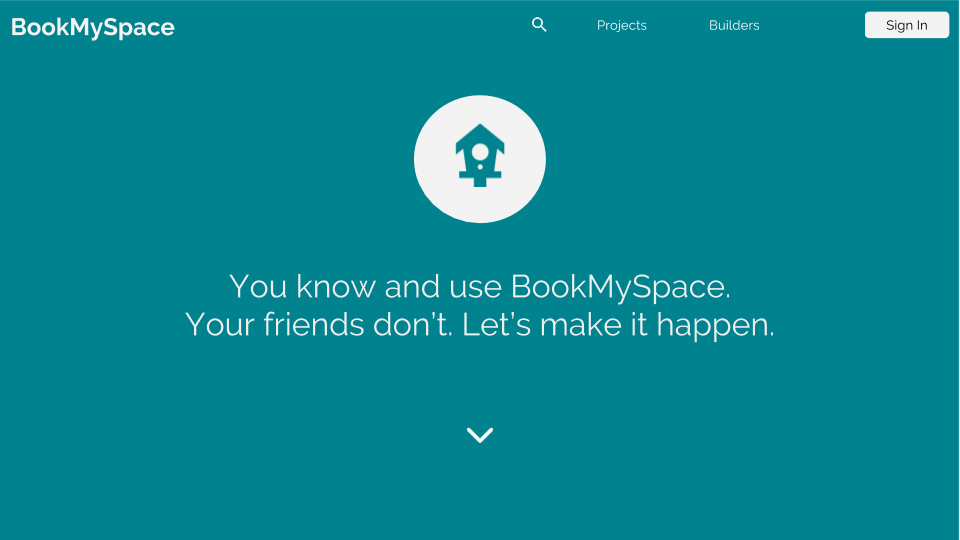 BookMySpace
Projects
Builders
Sign In
You know and use BookMySpace.
Your friends don’t. Let’s make it happen.